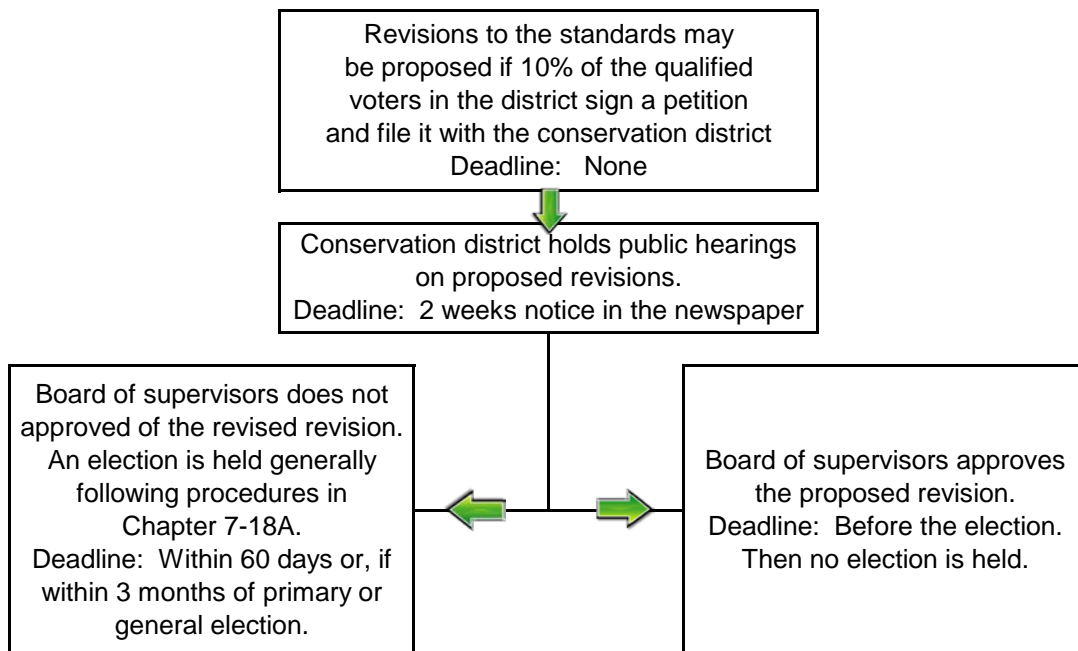 Revisions to the standards may
be proposed if 10% of the qualified
voters in the district sign a petition
and file it with the conservation district
Deadline: None
Conservation district holds public hearings
on proposed revisions.
Deadline: 2 weeks notice in the newspaper
Board of supervisors does not
approved of the revised revision.
An election is held generally
following procedures in
Chapter 7-18A.
Deadline: Within 60 days or, if
within 3 months of primary or
general election.
Board of supervisors approves
the proposed revision.
Deadline: Before the election.
Then no election is held.